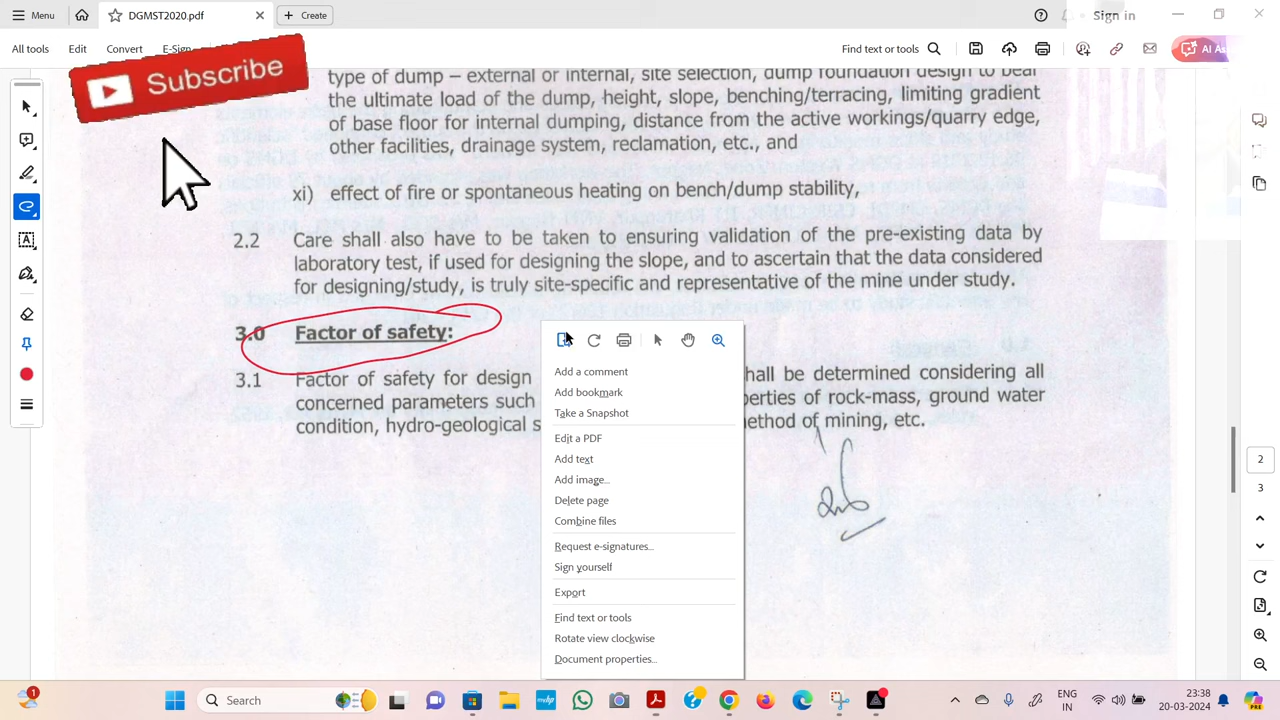 Menu
DGMST2020.pdf
Create
Sign in
All tools
Edit
Convert
E-Sign
Find text or tools
Subscribe
type of dump – external or internal, site selection, dump foundation design to bear
the ultimate load of the dump, height, slope, benching/terracing, limiting gradient
of base floor for internal dumping, distance from the active workings/quarry edge,
other facilities, drainage system, reclamation, etc., and
xi) effect of fire or spontaneous heating on bench/dump stability,
2.2 Care shall also have to be taken to ensuring validation of the pre-existing data by
laboratory test, if used for designing the slope, and to ascertain that the data considered
for designing/study, is truly site-specific and representative of the mine under study.
3.0 Factor of safety:
3.1 Factor of safety for design hall be determined considering all
concerned parameters such perties of rock-mass, ground water
condition, hydro-geological s ethod of mining, etc.
Add a comment
Add bookmark
Take a Snapshot
Edit a PDF
Add text
Add image...
Delete page
Combine files
Request e-signatures...
Sign yourself
Export
Find text or tools
Rotate view clockwise
Document properties...
2
3
1
Search
ENG
IN
23:38
20-03-2024